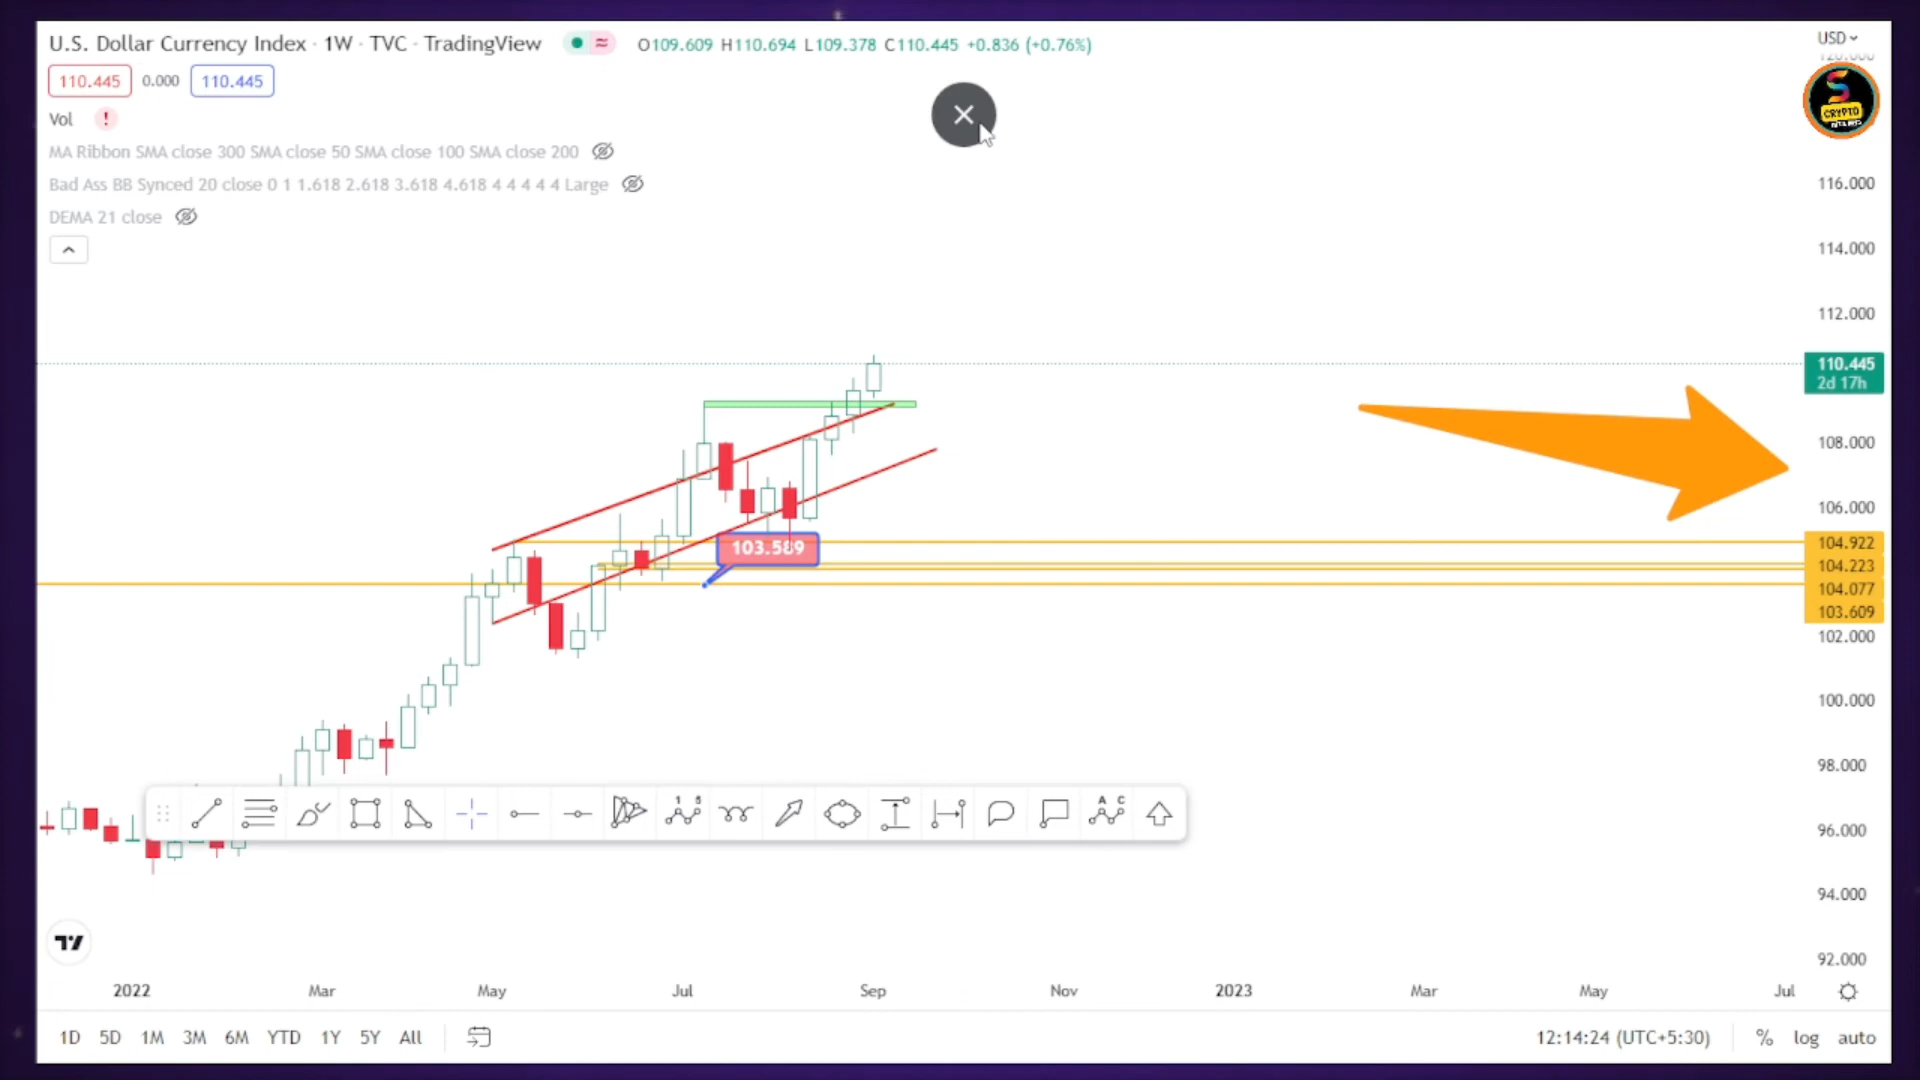 U.S. Dollar Currency Index · 1W · TVC · TradingView
O109.609 H110.694 L109.378 C110.445 +0.836 (+0.76%)
USD
120.000
110.445 0.000 110.445
Vol !
CRYPTO
MA Ribbon SMA close 300 SMA close 50 SMA close 100 SMA close 200
Bad Ass BB Synced 20 close 0 1 1.618 2.618 3.618 4.618 4 4 4 4 4 Large
DEMA 21 close
116.000
114.000
112.000
110.445
2d 17h
108.000
106.000
103.589
104.922
104.223
104.077
103.609
102.000
100.000
98.000
1 5
A C
96.000
94.000
92.000
2022 Mar May Jul Sep Nov 2023 Mar May Jul
1D 5D 1M 3M 6M YTD 1Y 5Y All
12:14:24 (UTC+5:30) % log auto